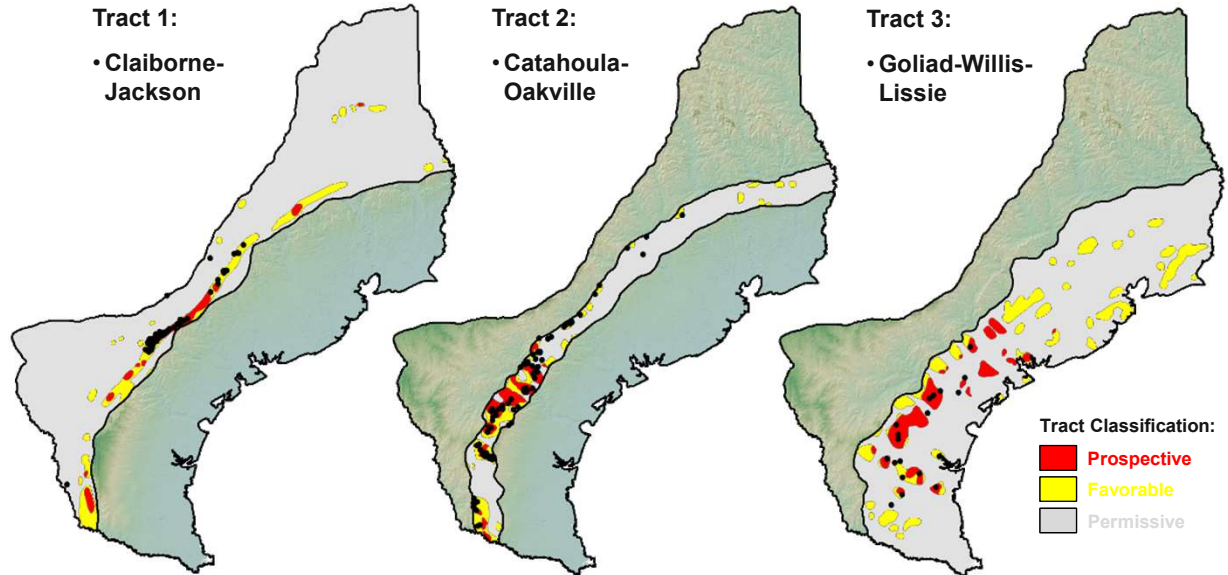 Tract 1:
• Claiborne-
Jackson
Tract 2:
• Catahoula-
Oakville
Tract 3:
• Goliad-Willis-
Lissie
Tract Classification:
Prospective
Favorable
Permissive